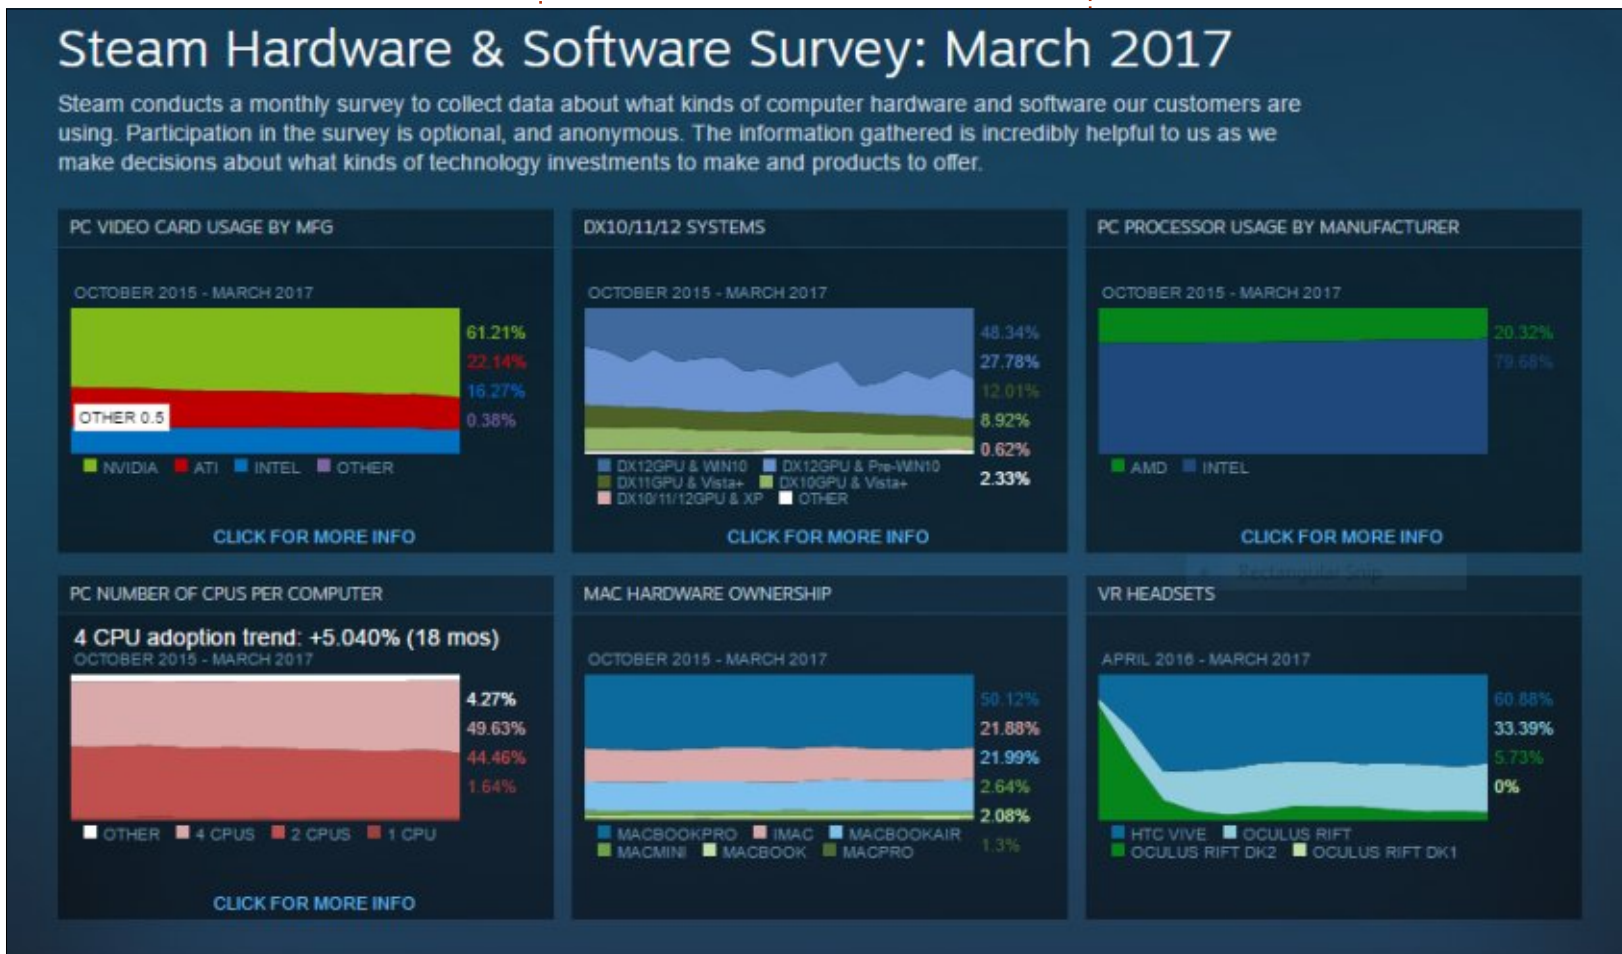 Steam Hardware & Software Survey: March 2017
Steam conducts a monthly survey to collect data about what kinds of computer hardware and software our customers are
using. Participation in the survey is optional, and anonymous. The information gathered is incredibly helpful to us as we
make decisions about what kinds of technology investments to make and products to offer.
PC VIDEO CARD USAGE BY MFG
OCTOBER 2015 - MARCH 2017
61.21%
22.14%
16.27%
0.38%
OTHER 0.5
NVIDIA ATI INTEL OTHER
CLICK FOR MORE INFO
DX10/11/12 SYSTEMS
OCTOBER 2015 - MARCH 2017
48.34%
27.78%
12.01%
8.92%
0.62%
2.33%
DX12GPU & WIN10 DX12GPU & Pre-WIN10
DX11GPU & Vista+ DX10GPU & Vista+
DX10/11/12GPU & XP OTHER
CLICK FOR MORE INFO
PC PROCESSOR USAGE BY MANUFACTURER
OCTOBER 2015 - MARCH 2017
20.32%
79.68%
AMD INTEL
CLICK FOR MORE INFO
Rectangular Snip
PC NUMBER OF CPUS PER COMPUTER
4 CPU adoption trend: +5.040% (18 mos)
OCTOBER 2015 - MARCH 2017
4.27%
49.63%
44.46%
1.64%
OTHER 4 CPUS 2 CPUS 1 CPU
CLICK FOR MORE INFO
MAC HARDWARE OWNERSHIP
OCTOBER 2015 - MARCH 2017
50.12%
21.88%
21.99%
2.64%
2.08%
1.3%
MACBOOKPRO IMAC MACBOOKAIR
MACMINI MACBOOK MACPRO
VR HEADSETS
APRIL 2016 - MARCH 2017
60.88%
33.39%
5.73%
0%
HTC VIVE OCULUS RIFT
OCULUS RIFT DK2 OCULUS RIFT DK1